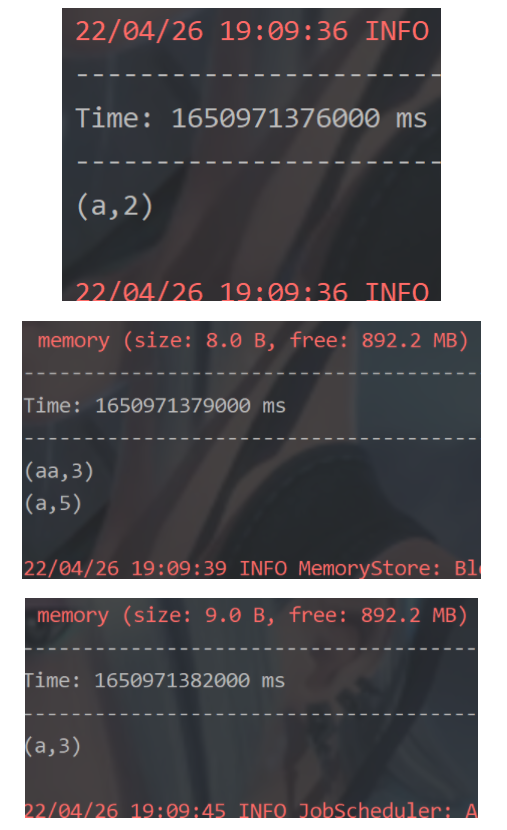 22/04/26 19:09:36 INFO
------------------------
Time: 1650971376000 ms
------------------------
(a,2)
22/04/26 19:09:36 INFO
memory (size: 8.0 B, free: 892.2 MB)
---------------------------------------
Time: 1650971379000 ms
---------------------------------------
(aa,3)
(a,5)
22/04/26 19:09:39 INFO MemoryStore: Bl
memory (size: 9.0 B, free: 892.2 MB)
---------------------------------------
Time: 1650971382000 ms
---------------------------------------
(a,3)
22/04/26 19:09:45 INFO JobScheduler: A